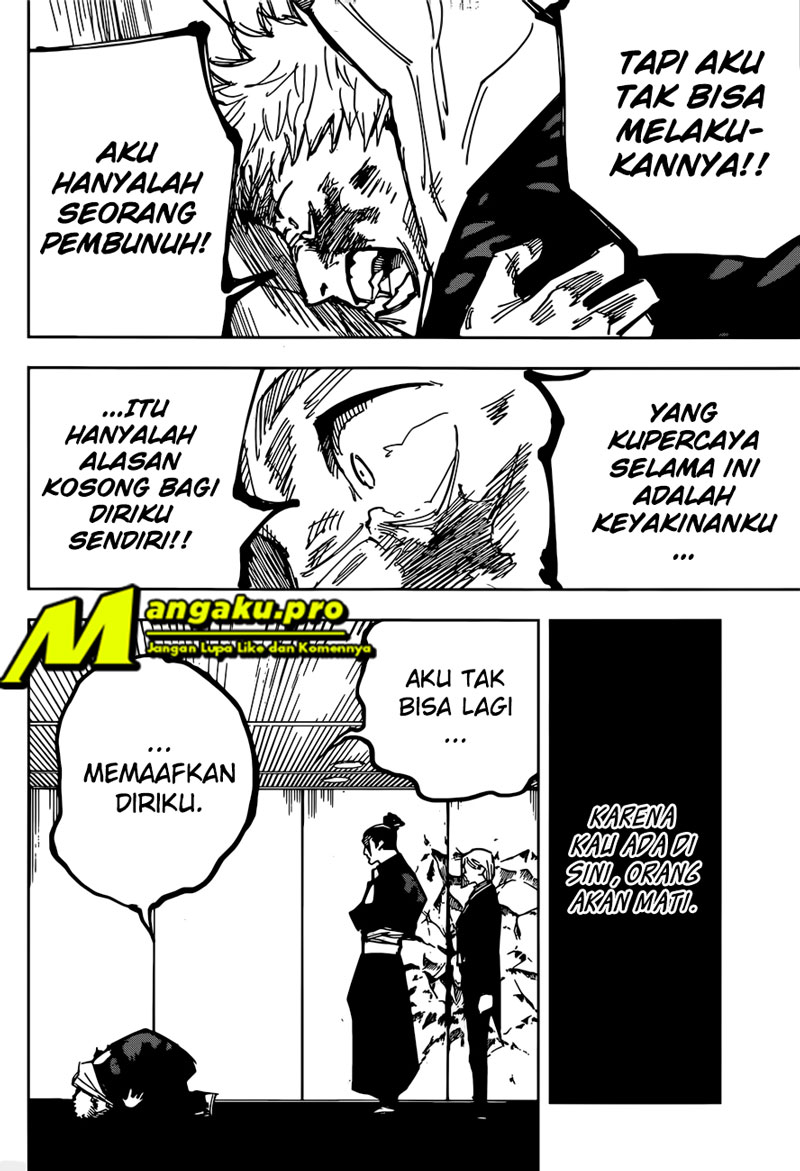 TAPI AKU
TAK BISA
MELAKU-
KANNYA!!
AKU
HANYALAH
SEORANG
PEMBUNUH!
YANG
KUPERCAYA
SELAMA INI
ADALAH
KEYAKINANKU
...
...ITU
HANYALAH
ALASAN
KOSONG BAGI
DIRIKU
SENDIRI!!
Mangaku.pro
Jangan Lupa Like dan Komennya
KARENA
KAU ADA DI
SINI, ORANG
AKAN MATI.
AKU TAK
BISA LAGI
...
...
MEMAAFKAN
DIRIKU.